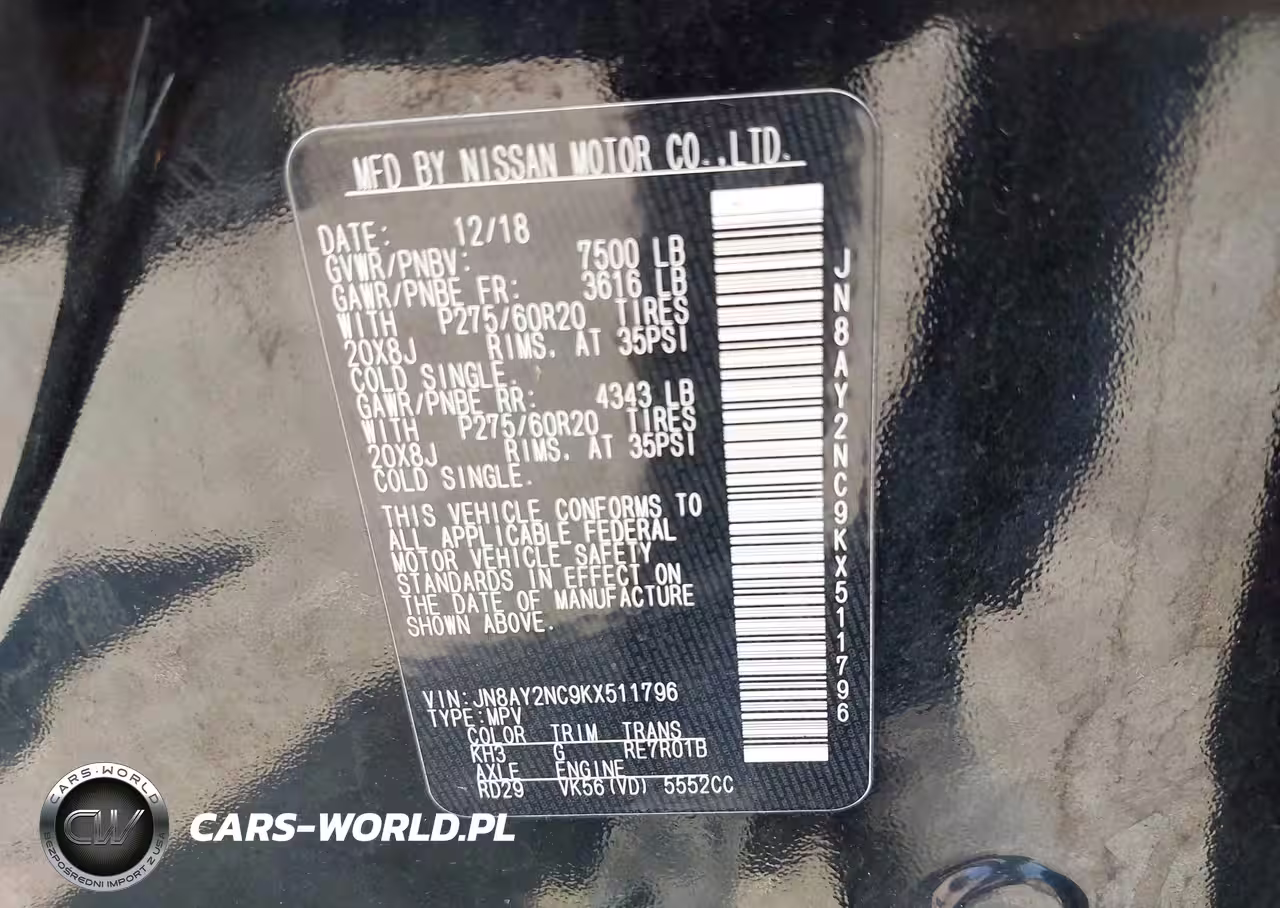 MFD BY NISSAN MOTOR CO.,LTD.
DATE: 12/18
GVWR/PNBV: 7500 LB
GAWR/PNBE FR: 3616 LB
WITH P275/60R20 TIRES
20X8J RIMS. AT 35PSI
COLD SINGLE.
GAWR/PNBE RR: 4343 LB
WITH P275/60R20 TIRES
20X8J RIMS. AT 35PSI
COLD SINGLE.
THIS VEHICLE CONFORMS TO
ALL APPLICABLE FEDERAL
MOTOR VEHICLE SAFETY
STANDARDS IN EFFECT ON
THE DATE OF MANUFACTURE
SHOWN ABOVE.
VIN:JN8AY2NC9KX511796
TYPE:MPV
COLOR TRIM TRANS
KH3 G RE7R01B
AXLE ENGINE
RD29 VK56(VD) 5552CC
JN8AY2NC9KX511796
CARS-WORLD
CW
BEZPOŚREDNI IMPORT Z USA
CARS-WORLD.PL